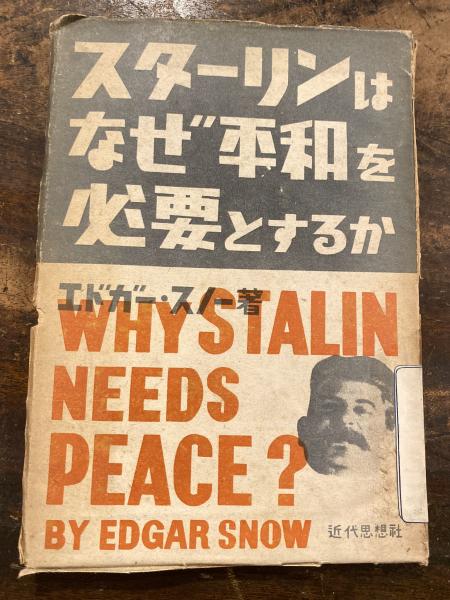 スターリンは
なぜ"平和を
必要とするか
エドガー・スノー著
WHY STALIN
NEEDS
PEACE?
BY EDGAR SNOW
近代思想社